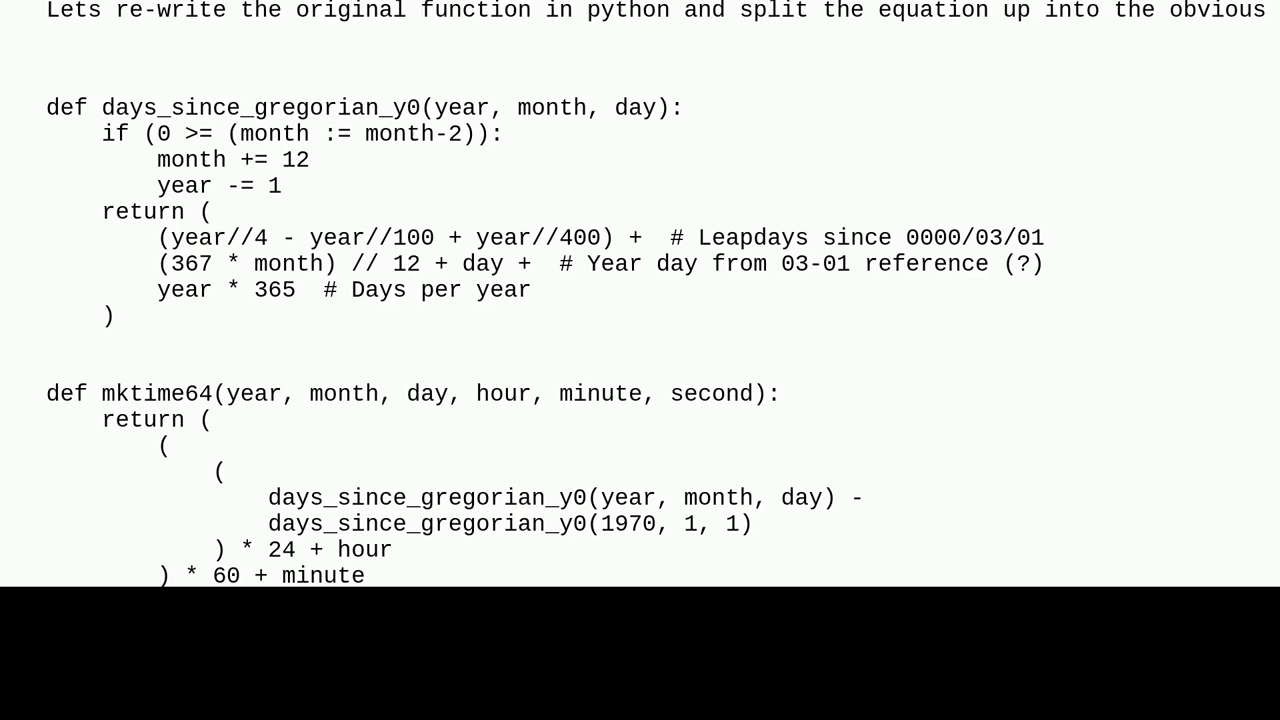 Lets re-write the original function in python and split the equation up into the obvious
def days_since_gregorian_y0(year, month, day):
    if (0 >= (month := month-2)):
        month += 12
        year -= 1
    return (
        (year//4 - year//100 + year//400) +  # Leapdays since 0000/03/01
        (367 * month) // 12 + day +  # Year day from 03-01 reference (?)
        year * 365  # Days per year
    )
def mktime64(year, month, day, hour, minute, second):
    return (
        (
            (
                days_since_gregorian_y0(year, month, day) -
                days_since_gregorian_y0(1970, 1, 1)
            ) * 24 + hour
        ) * 60 + minute